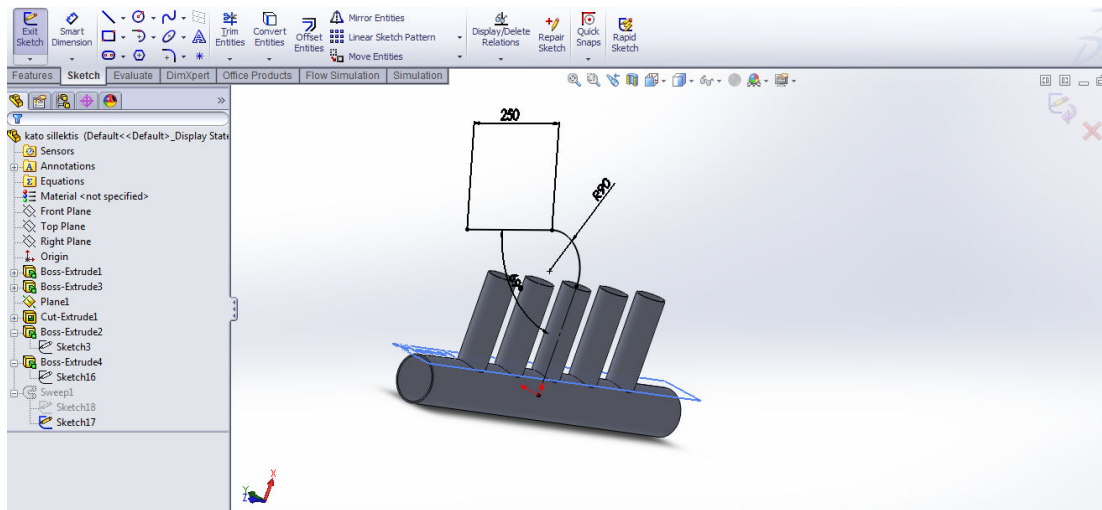 Exit Sketch
Smart Dimension
Trim Entities
Convert Entities
Offset Entities
Mirror Entities
Linear Sketch Pattern
Move Entities
Display/Delete Relations
Repair Sketch
Quick Snaps
Rapid Sketch
Features Sketch Evaluate DimXpert Office Products Flow Simulation Simulation
kato sillektis (Default<<Default>_Display State
Sensors
Annotations
Equations
Material <not specified>
Front Plane
Top Plane
Right Plane
Origin
Boss-Extrude1
Boss-Extrude3
Plane1
Cut-Extrude1
Boss-Extrude2
Sketch3
Boss-Extrude4
Sketch16
Sweep1
Sketch18
Sketch17
250
R90
X
Y
Z